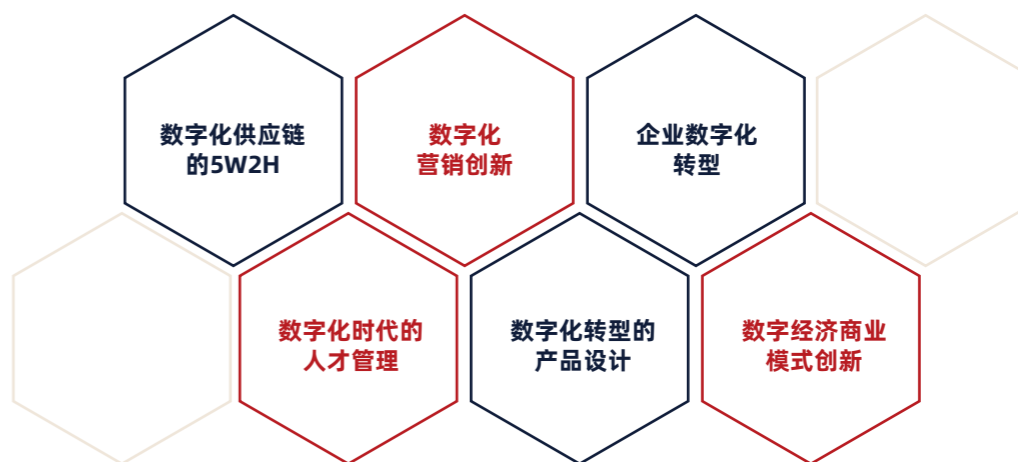 数字化供应链
的5W2H
数字化
营销创新
企业数字化
转型
数字化时代的
人才管理
数字化转型的
产品设计
数字经济商业
模式创新